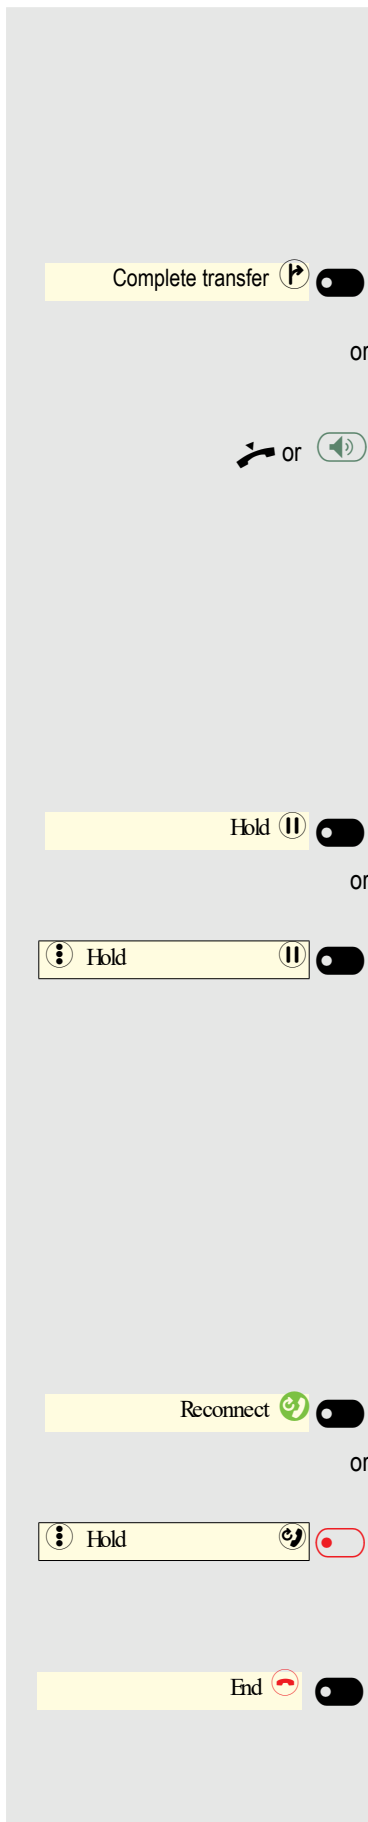 Complete transfer
or
or
Hold
or
Hold
Reconnect
or
Hold
End